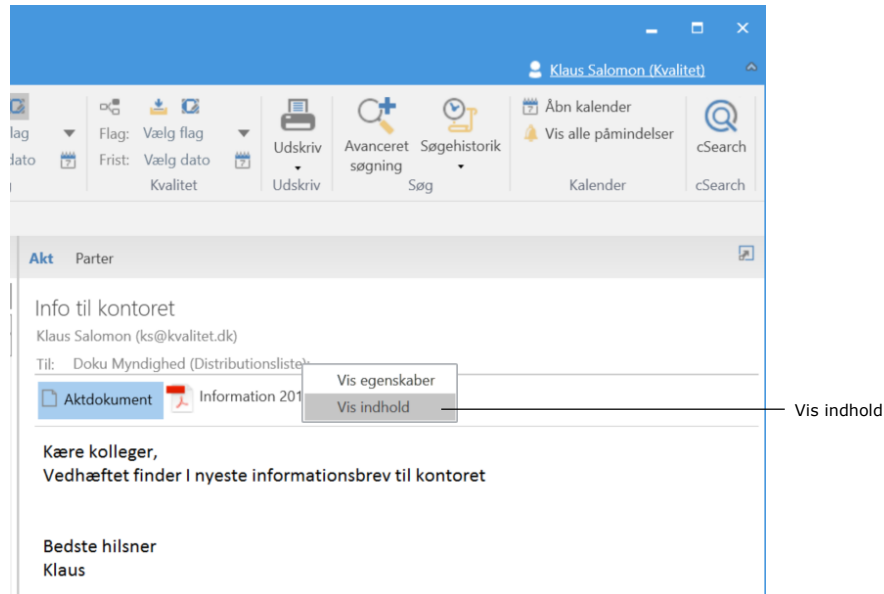 Klaus Salomon (Kvalitet)
Flag: Vælg flag
Frist: Vælg dato
Kvalitet
Udskriv
Udskriv
Avanceret søgning
Søgehistorik
Søg
Åbn kalender
Vis alle påmindelser
Kalender
cSearch
cSearch
Akt Parter
Info til kontoret
Klaus Salomon (ks@kvalitet.dk)
Til: Doku Myndighed (Distributionsliste);
Aktdokument Information 201
Vis egenskaber
Vis indhold
Vis indhold
Kære kolleger,
Vedhæftet finder I nyeste informationsbrev til kontoret
Bedste hilsner
Klaus